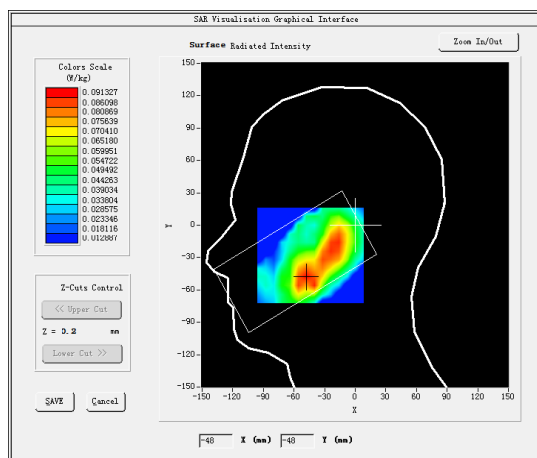 SAR Visualisation Graphical Interface
Surface Radiated Intensity
Zoom In/Out
Colors Scale
(W/kg)
0.091327
0.086098
0.080869
0.075639
0.070410
0.065180
0.059951
0.054722
0.049492
0.044263
0.039034
0.033804
0.028575
0.023346
0.018116
0.012887
150
120
90
60
30
0
-30
-60
-90
-120
-150
Y
-150 -120 -90 -60 -30 0 30 60 90 120 150
X
Z-Cuts Control
<< Upper Cut
Z = 0.2 mm
Lower Cut >>
SAVE Cancel
-48 X (mm) -48 Y (mm)